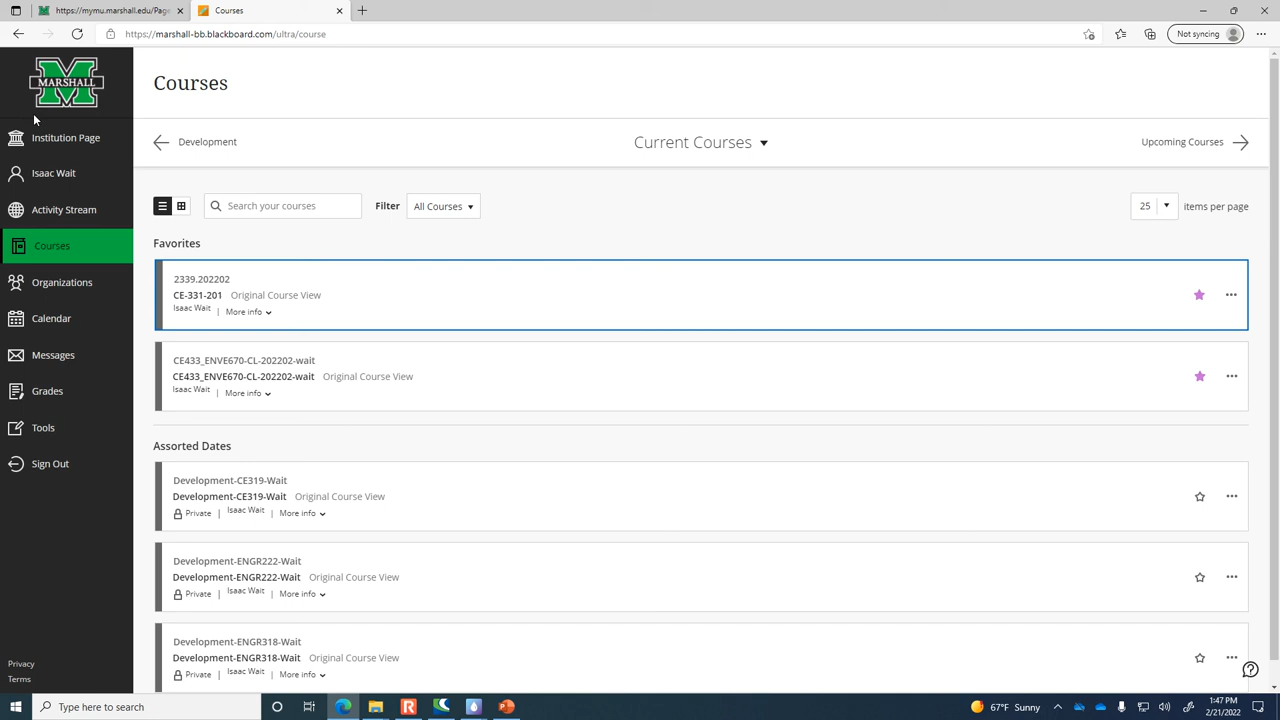 https://mymu.marshall.edu/Page
Courses
https://marshall-bb.blackboard.com/ultra/course
Not syncing
MARSHALL
Institution Page
Isaac Wait
Activity Stream
Courses
Organizations
Calendar
Messages
Grades
Tools
Sign Out
Privacy
Terms
Courses
Development
Current Courses
Upcoming Courses
Search your courses
Filter
All Courses
25
items per page
Favorites
2339.202202
CE-331-201 Original Course View
Isaac Wait | More info
CE433_ENVE670-CL-202202-wait
CE433_ENVE670-CL-202202-wait Original Course View
Isaac Wait | More info
Assorted Dates
Development-CE319-Wait
Development-CE319-Wait Original Course View
Private | Isaac Wait | More info
Development-ENGR222-Wait
Development-ENGR222-Wait Original Course View
Private | Isaac Wait | More info
Development-ENGR318-Wait
Development-ENGR318-Wait Original Course View
Private | Isaac Wait | More info
Type here to search
67°F Sunny
1:47 PM
2/21/2022